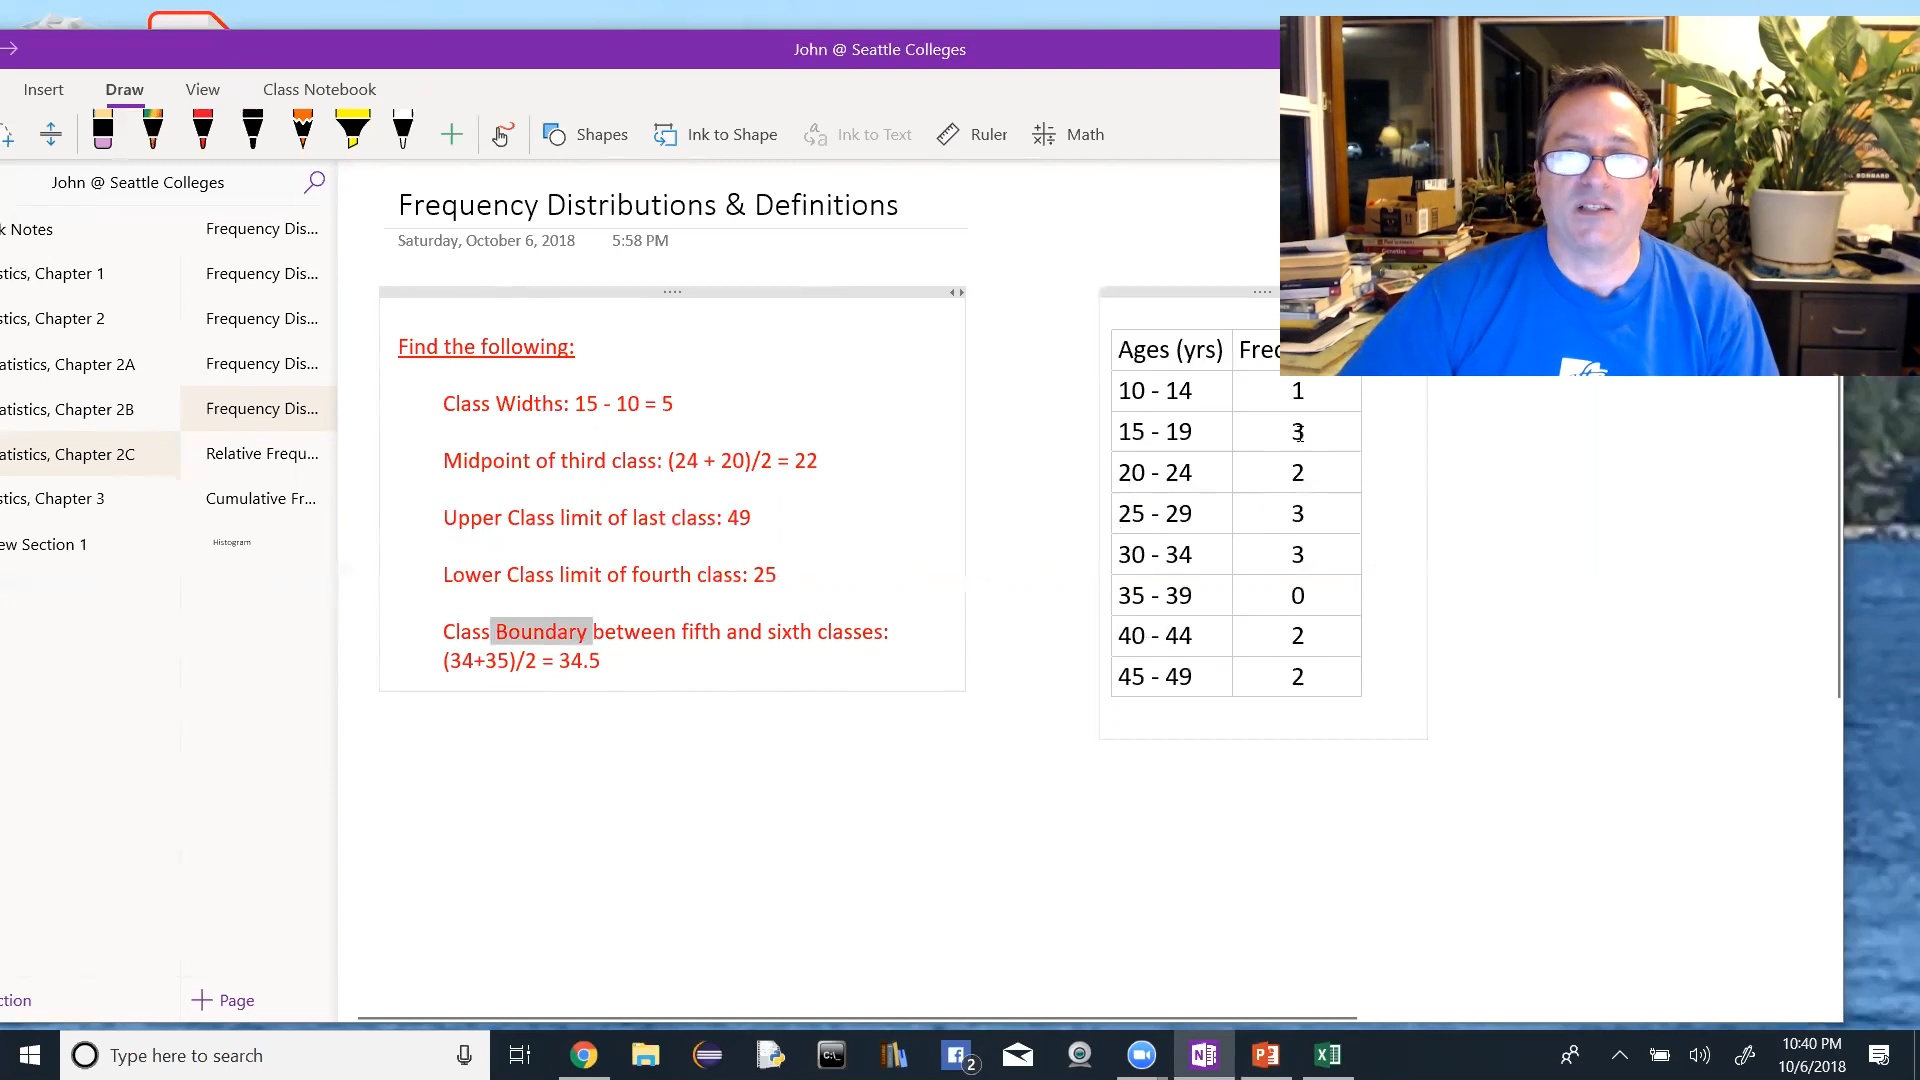 John @ Seattle Colleges
Insert Draw View Class Notebook
Shapes Ink to Shape Ink to Text Ruler Math
John @ Seattle Colleges
k Notes
stics, Chapter 1
stics, Chapter 2
atistics, Chapter 2A
atistics, Chapter 2B
atistics, Chapter 2C
stics, Chapter 3
ew Section 1
ction
Frequency Dis...
Frequency Dis...
Frequency Dis...
Frequency Dis...
Frequency Dis...
Relative Frequ...
Cumulative Fr...
Histogram
Page
Frequency Distributions & Definitions
Saturday, October 6, 2018 5:58 PM
Find the following:
Class Widths: 15 - 10 = 5
Midpoint of third class: (24 + 20)/2 = 22
Upper Class limit of last class: 49
Lower Class limit of fourth class: 25
Class Boundary between fifth and sixth classes:
(34+35)/2 = 34.5
Ages (yrs) Freq
10 - 14 1
15 - 19 3
20 - 24 2
25 - 29 3
30 - 34 3
35 - 39 0
40 - 44 2
45 - 49 2
Genetics
Type here to search
2
10:40 PM
10/6/2018